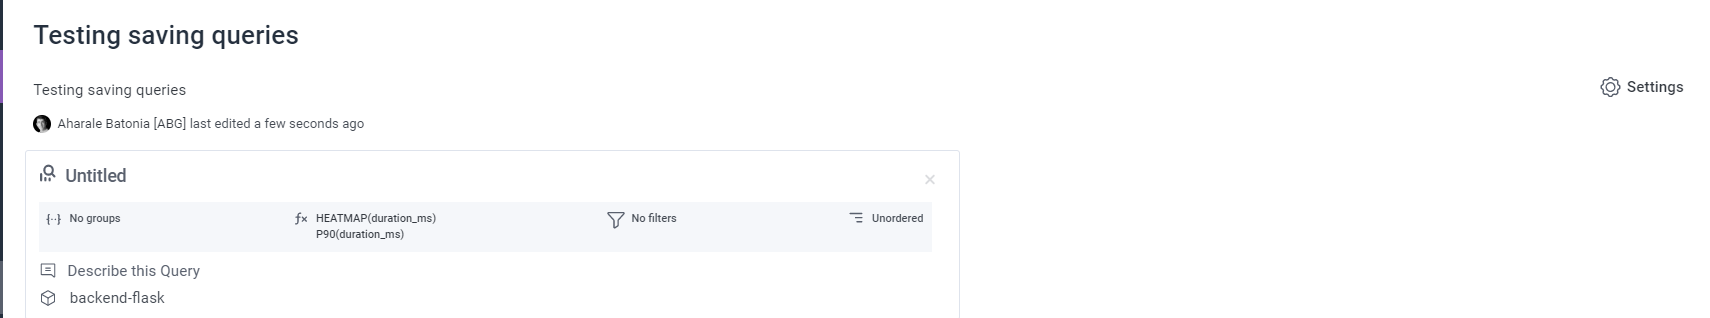 Testing saving queries
Testing saving queries
Settings
Aharale Batonia [ABG] last edited a few seconds ago
Untitled
No groups
HEATMAP(duration_ms)
P90(duration_ms)
No filters
Unordered
Describe this Query
backend-flask